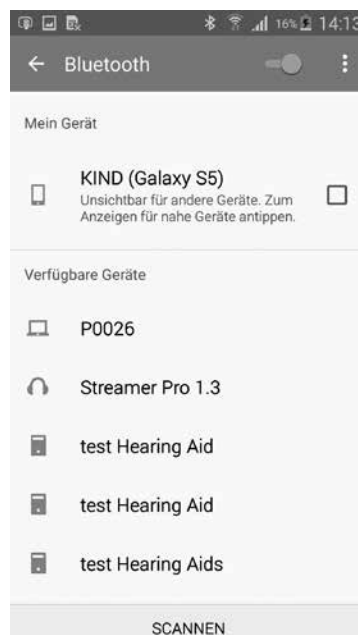 16% 14:13
Bluetooth
Mein Gerät
KIND (Galaxy S5)
Unsichtbar für andere Geräte. Zum
Anzeigen für nahe Geräte antippen.
Verfügbare Geräte
P0026
Streamer Pro 1.3
test Hearing Aid
test Hearing Aid
test Hearing Aids
SCANNEN